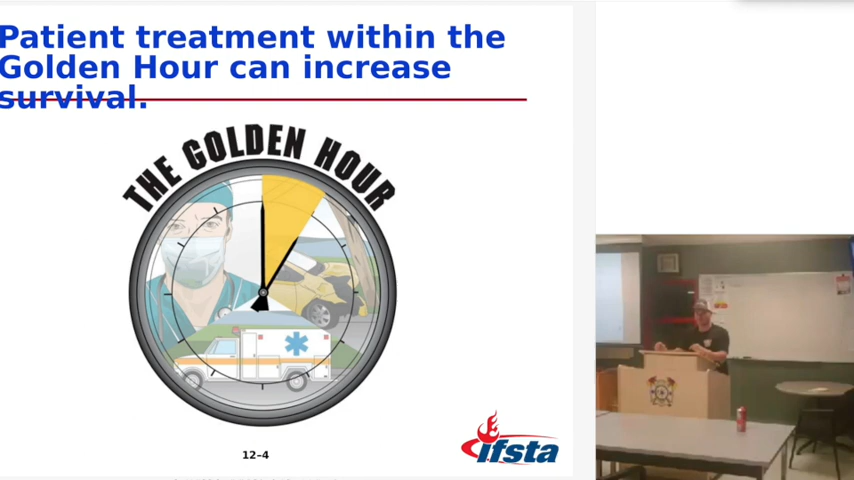 Patient treatment within the
Golden Hour can increase
survival.
THE GOLDEN HOUR
12–4
ifsta